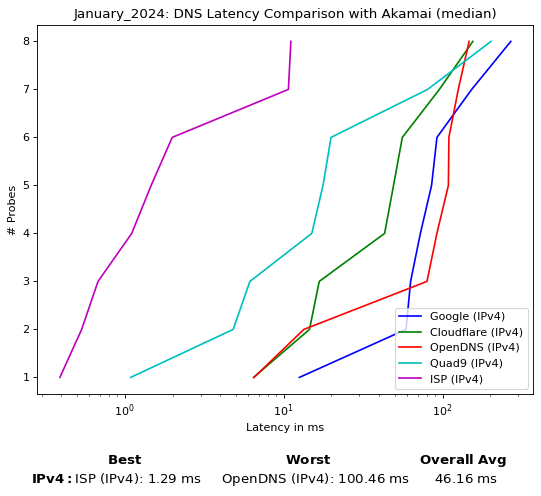 January_2024: DNS Latency Comparison with Akamai (median)
# Probes
8
7
6
5
4
3
2
1
10^0
10^1
10^2
Latency in ms
Google (IPv4)
Cloudflare (IPv4)
OpenDNS (IPv4)
Quad9 (IPv4)
ISP (IPv4)
Best Worst Overall Avg
IPv4: ISP (IPv4): 1.29 ms OpenDNS (IPv4): 100.46 ms 46.16 ms